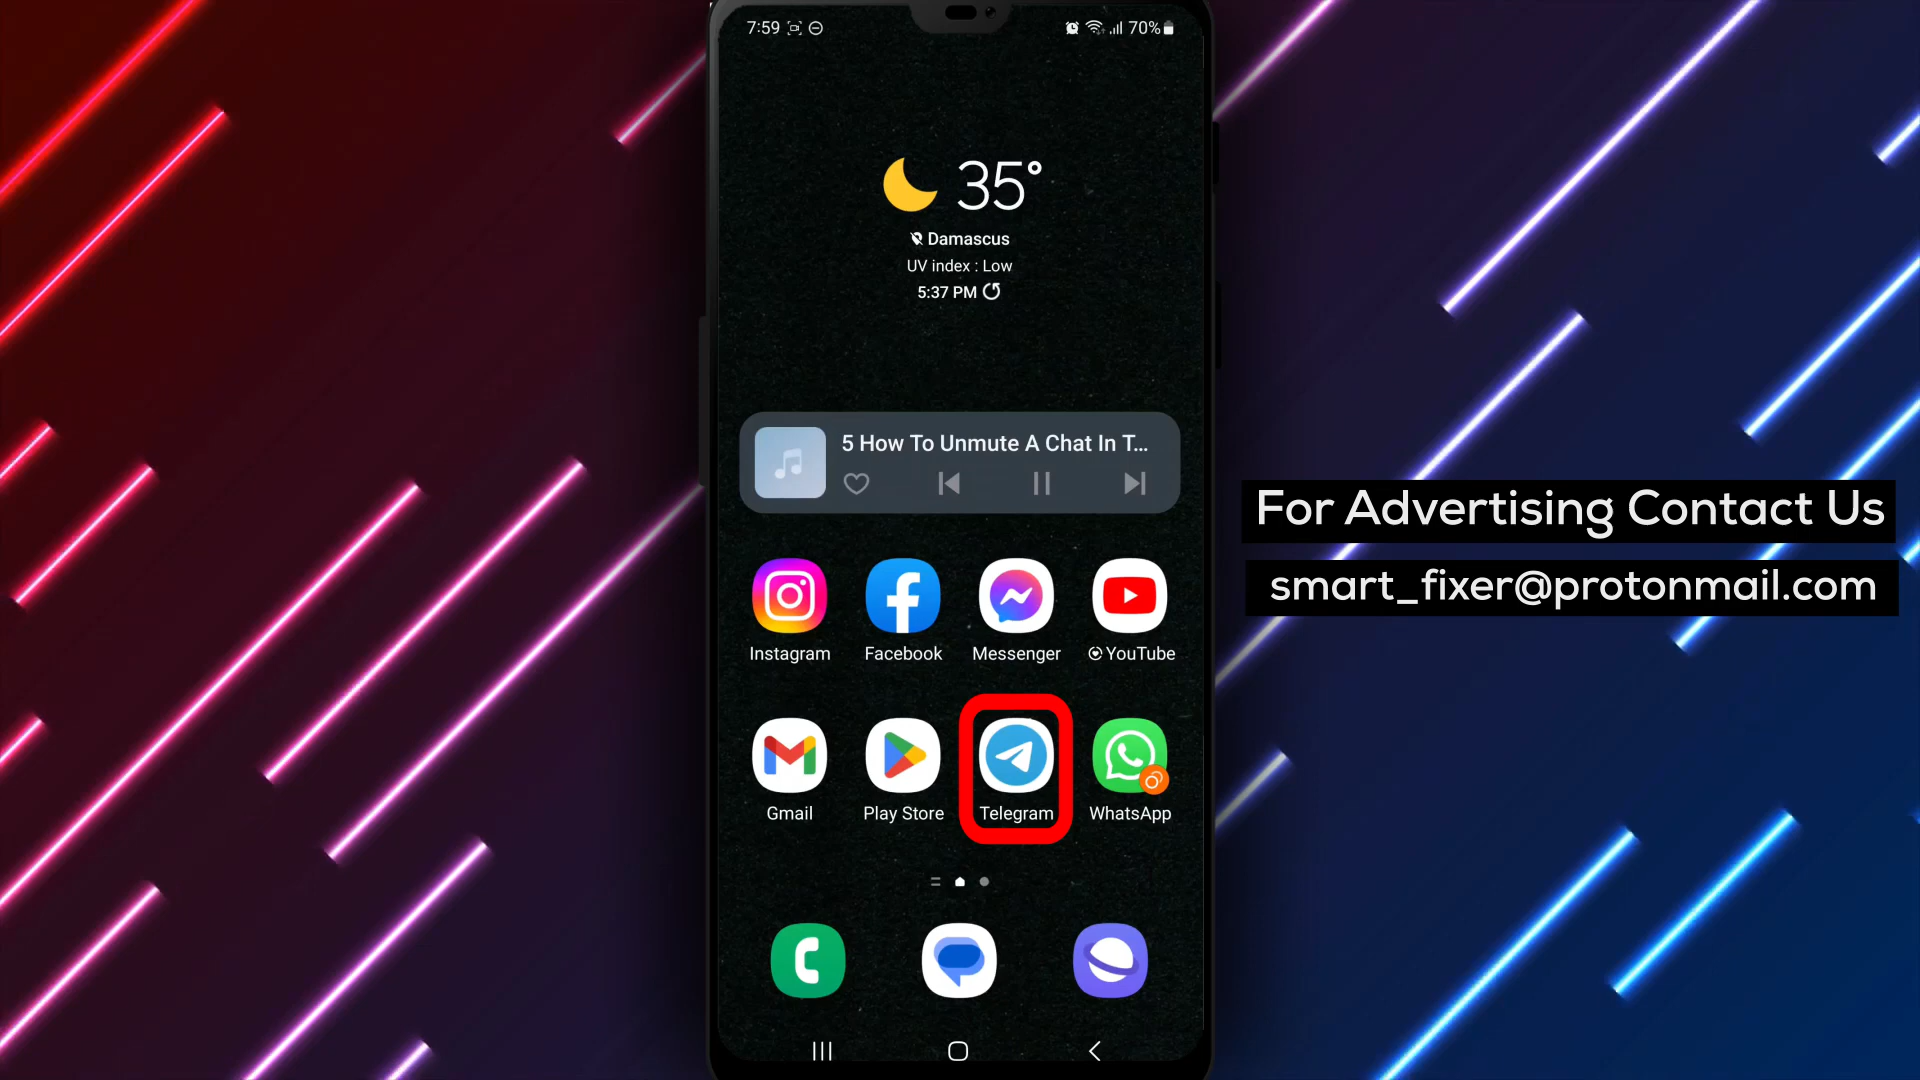 7:59
70%
35°
Damascus
UV index : Low
5:37 PM
5 How To Unmute A Chat In T...
For Advertising Contact Us
smart_fixer@protonmail.com
Instagram
Facebook
Messenger
YouTube
Gmail
Play Store
Telegram
WhatsApp